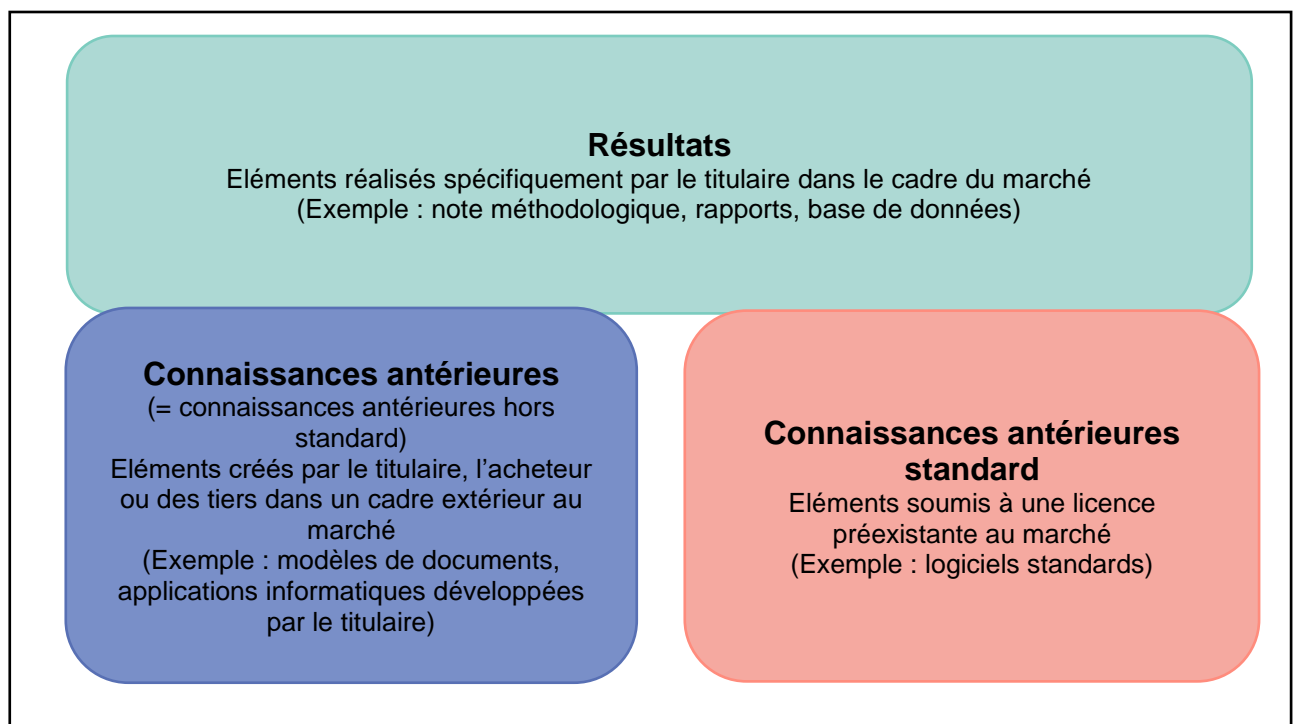 Résultats
Eléments réalisés spécifiquement par le titulaire dans le cadre du marché
(Exemple : note méthodologique, rapports, base de données)
Connaissances antérieures
(= connaissances antérieures hors
standard)
Eléments créés par le titulaire, l’acheteur
ou des tiers dans un cadre extérieur au
marché
(Exemple : modèles de documents,
applications informatiques développées
par le titulaire)
Connaissances antérieures
standard
Eléments soumis à une licence
préexistante au marché
(Exemple : logiciels standards)